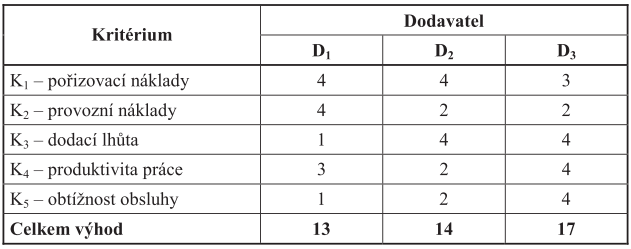 Kritérium Dodavatel
D₁ D₂ D₃
K₁ – pořizovací náklady 4 4 3
K₂ – provozní náklady 4 2 2
K₃ – dodací lhůta 1 4 4
K₄ – produktivita práce 3 2 4
K₅ – obtížnost obsluhy 1 2 4
Celkem výhod 13 14 17